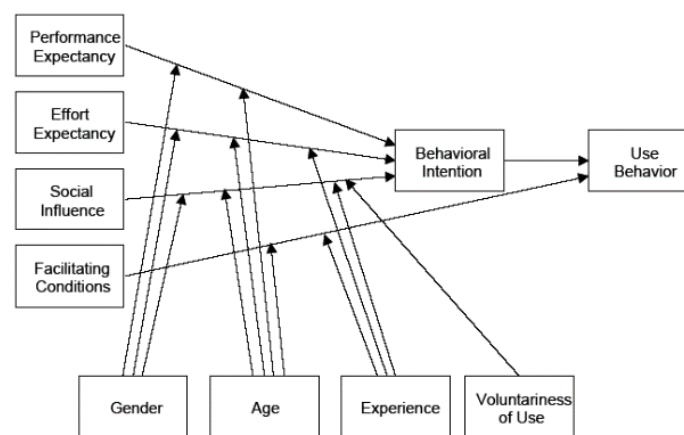 Performance
Expectancy
Effort
Expectancy
Social
Influence
Facilitating
Conditions
Behavioral
Intention
Use
Behavior
Gender
Age
Experience
Voluntariness
of Use